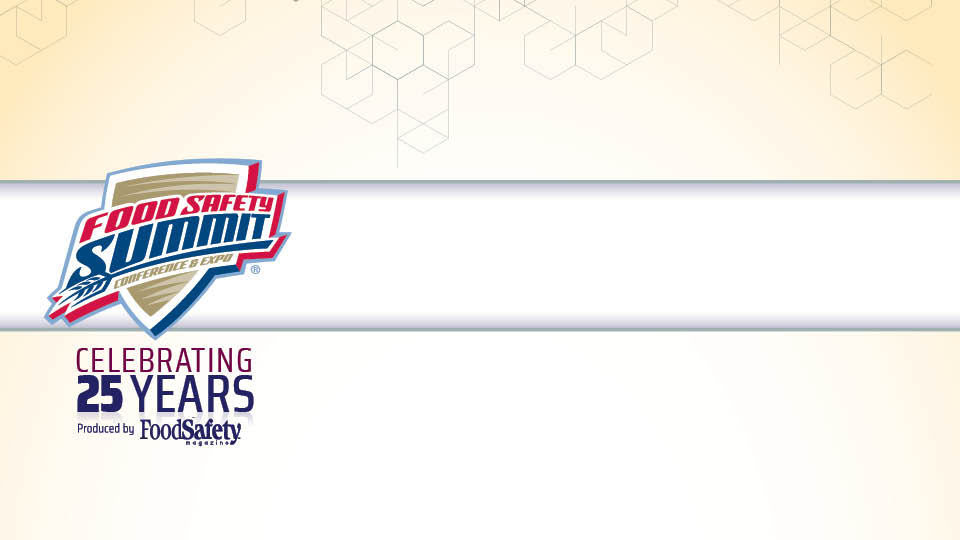 FOOD SAFETY
SUMMIT
CONFERENCE & EXPO
®
CELEBRATING
25 YEARS
Produced by FoodSafety
magazine